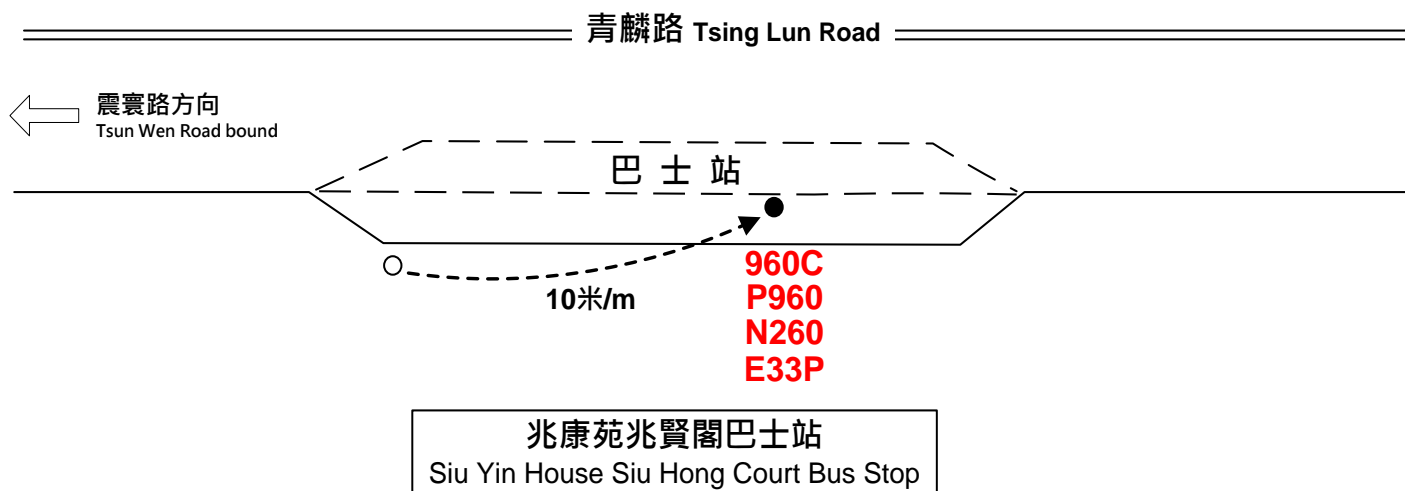 青麟路 Tsing Lun Road
震寰路方向
Tsun Wen Road bound
巴 士 站
960C
P960
N260
E33P
10米/m
兆康苑兆賢閣巴士站
Siu Yin House Siu Hong Court Bus Stop